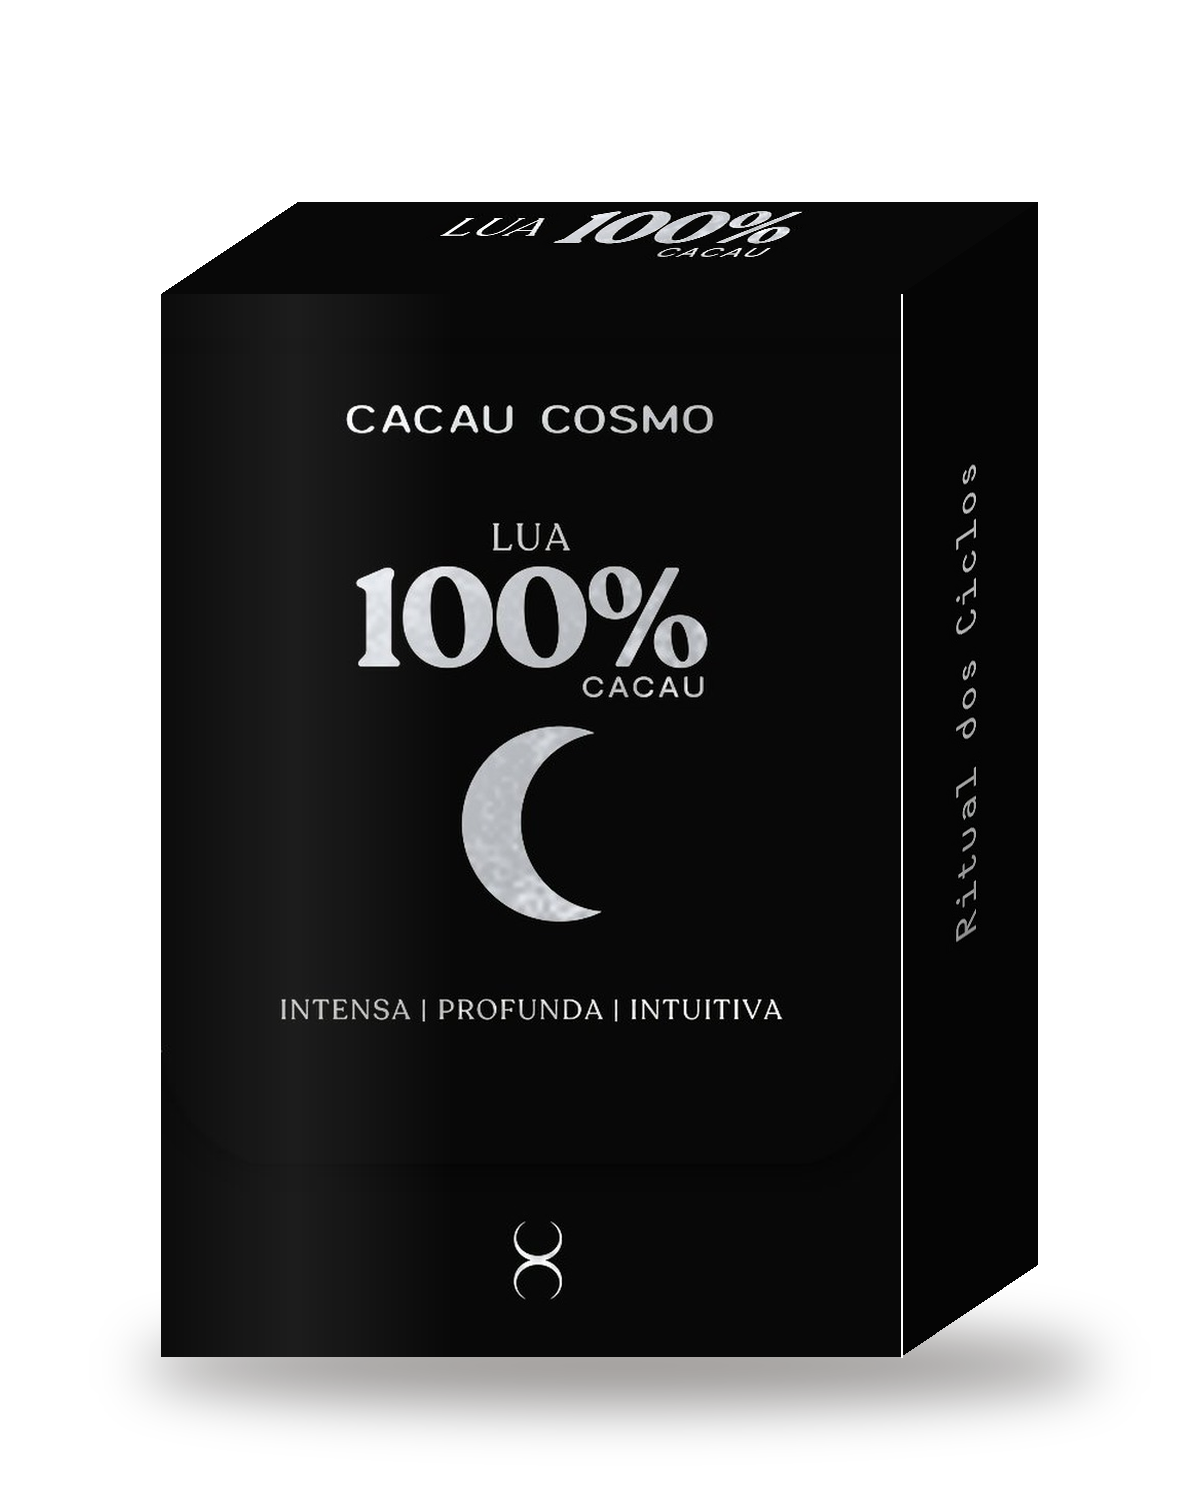 LUA 100%
CACAU
CACAU COSMO
LUA
100%
CACAU
INTENSA | PROFUNDA | INTUITIVA
Ritual dos Ciclos